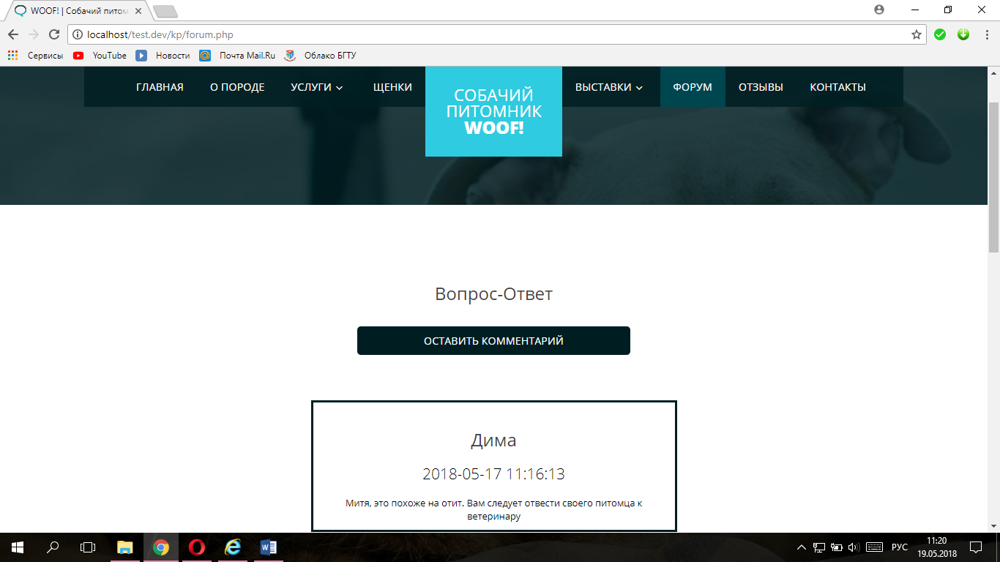 WOOF! | Собачий питом
localhost/test.dev/kp/forum.php
Сервисы YouTube Новости Почта Mail.Ru Облако БГТУ
ГЛАВНАЯ О ПОРОДЕ УСЛУГИ ЩЕНКИ
СОБАЧИЙ
ПИТОМНИК
WOOF!
ВЫСТАВКИ ФОРУМ ОТЗЫВЫ КОНТАКТЫ
Вопрос-Ответ
ОСТАВИТЬ КОММЕНТАРИЙ
Дима
2018-05-17 11:16:13
Митя, это похоже на отит. Вам следует отвести своего питомца к
ветеринару
РУС
11:20
19.05.2018